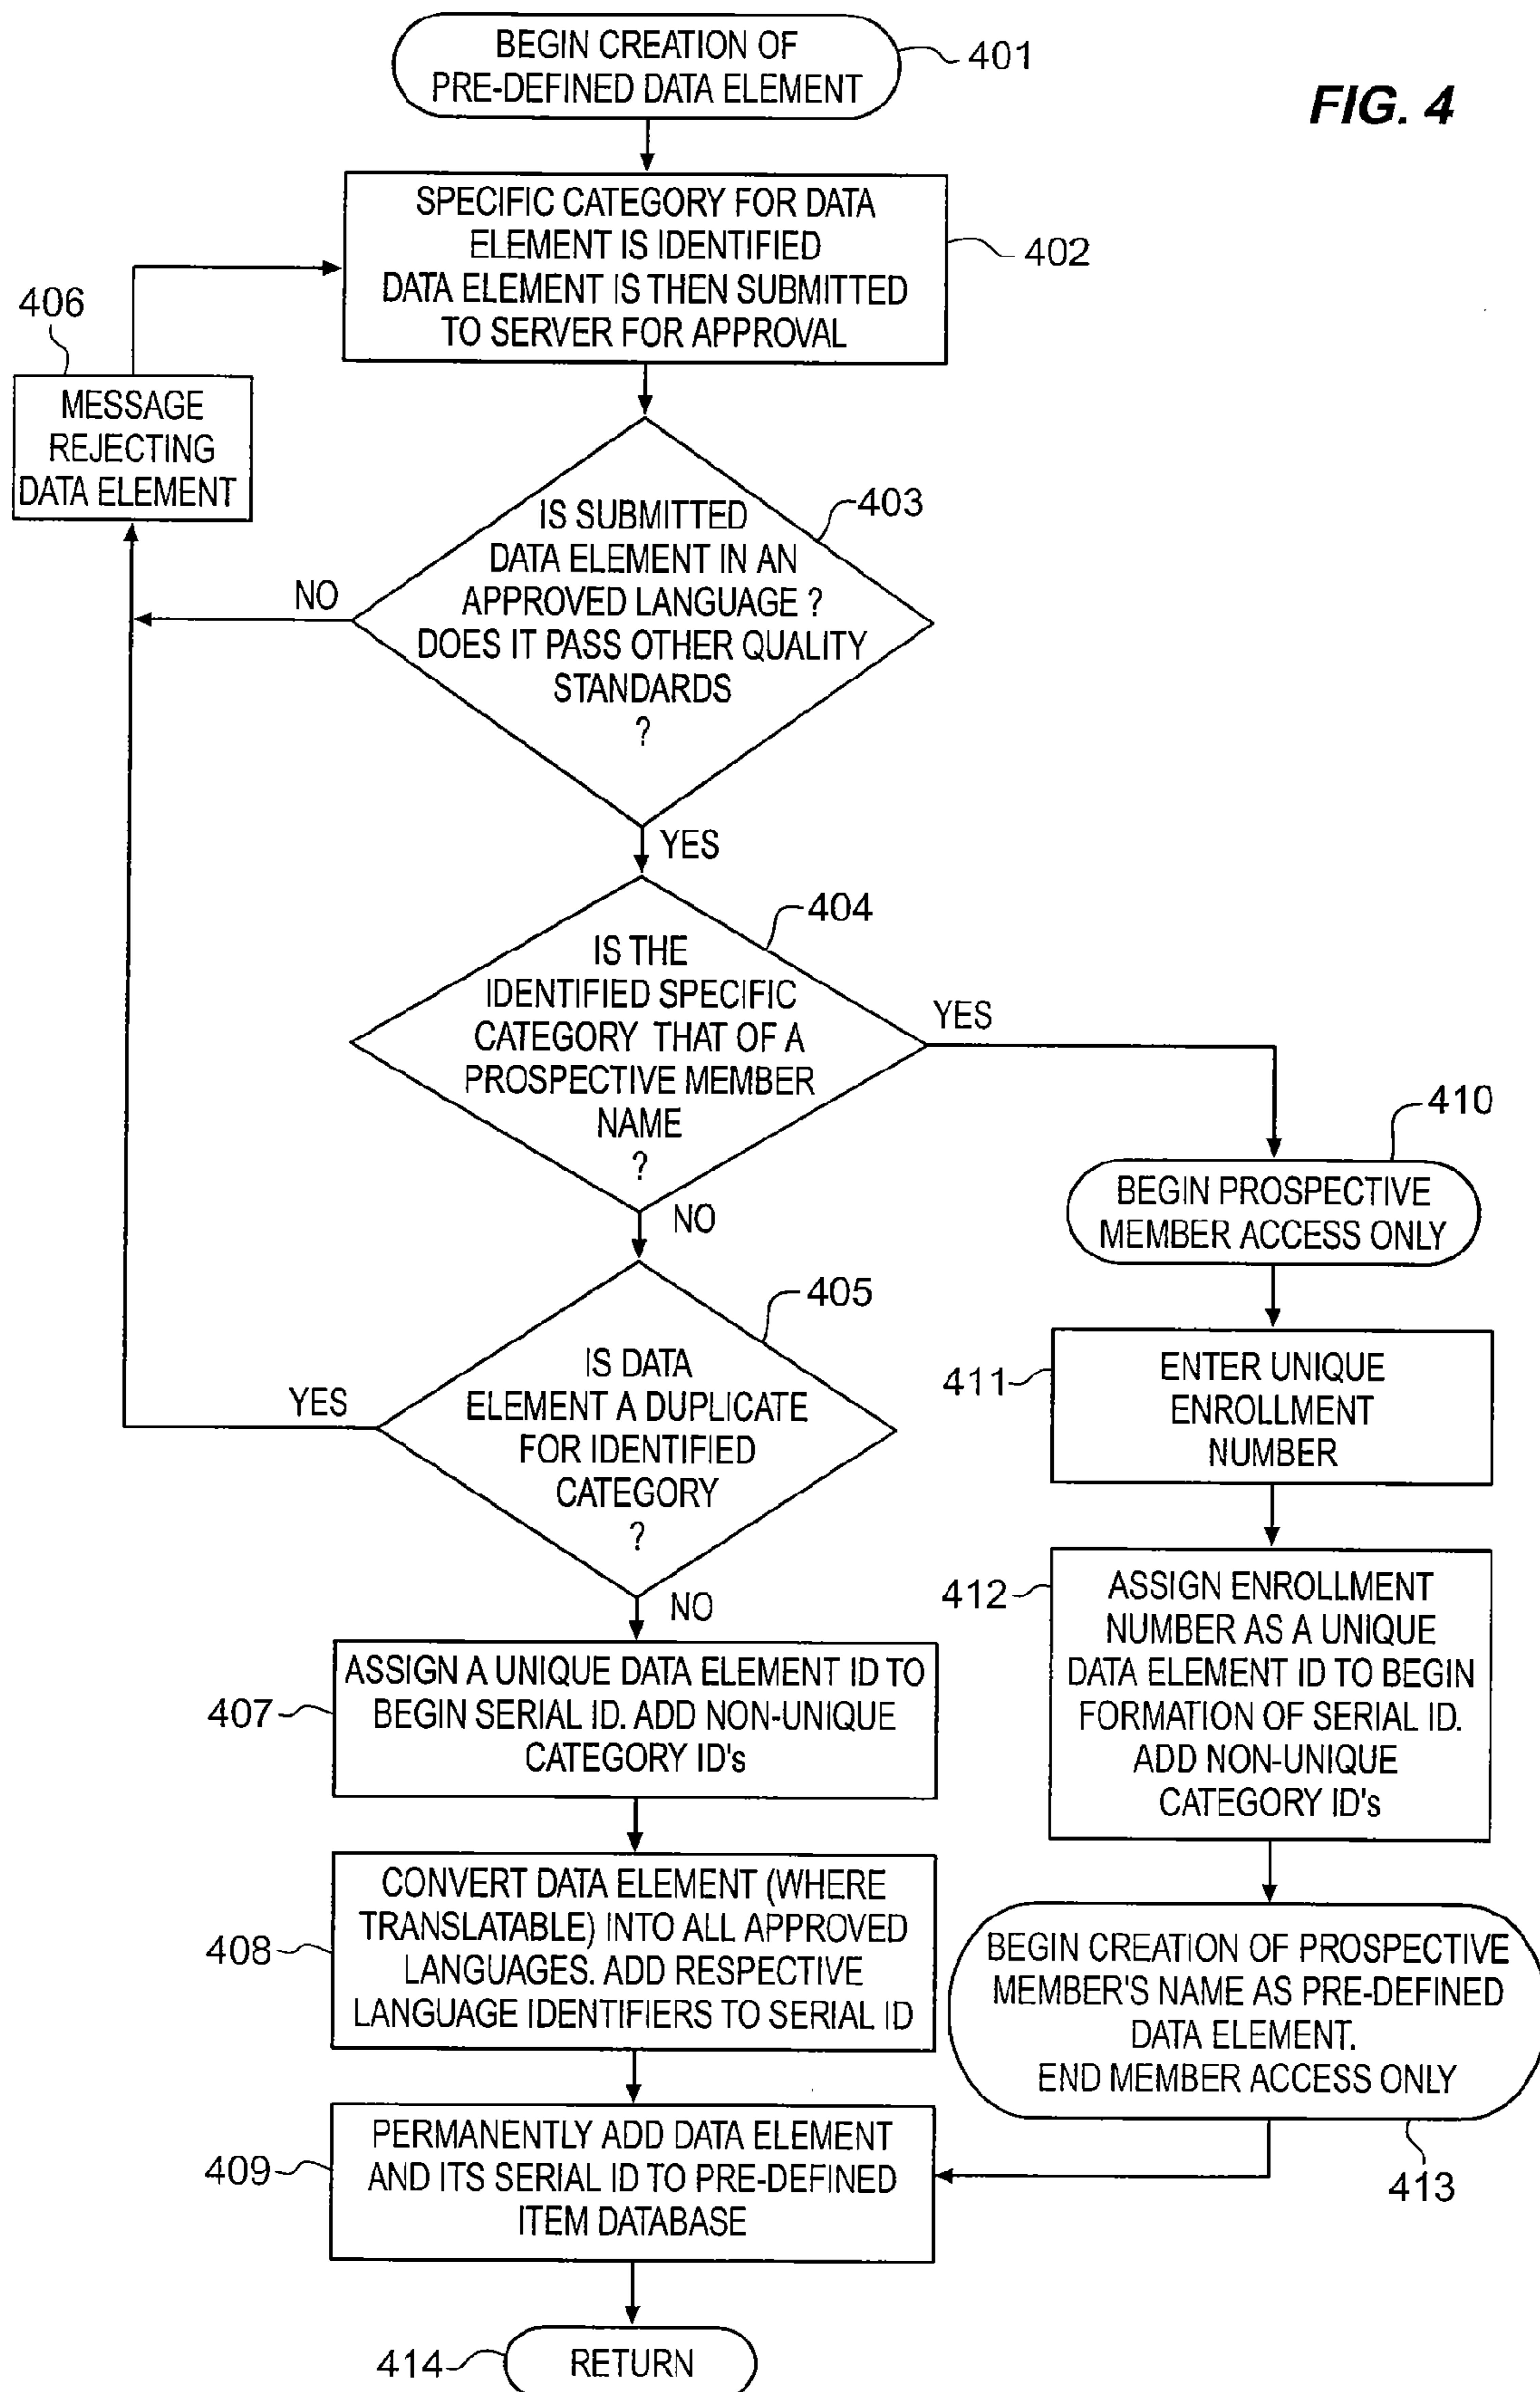 BEGIN CREATION OF
PRE-DEFINED DATA ELEMENT
401
FIG. 4
SPECIFIC CATEGORY FOR DATA
ELEMENT IS IDENTIFIED
DATA ELEMENT IS THEN SUBMITTED
TO SERVER FOR APPROVAL
402
406
MESSAGE
REJECTING
DATA ELEMENT
IS SUBMITTED
DATA ELEMENT IN AN
APPROVED LANGUAGE ?
DOES IT PASS OTHER QUALITY
STANDARDS
?
403
NO
YES
IS THE
IDENTIFIED SPECIFIC
CATEGORY THAT OF A
PROSPECTIVE MEMBER
NAME
?
404
YES
NO
410
BEGIN PROSPECTIVE
MEMBER ACCESS ONLY
IS DATA
ELEMENT A DUPLICATE
FOR IDENTIFIED
CATEGORY
?
405
YES
NO
411
ENTER UNIQUE
ENROLLMENT
NUMBER
412
ASSIGN ENROLLMENT
NUMBER AS A UNIQUE
DATA ELEMENT ID TO BEGIN
FORMATION OF SERIAL ID.
ADD NON-UNIQUE
CATEGORY ID's
407
ASSIGN A UNIQUE DATA ELEMENT ID TO
BEGIN SERIAL ID. ADD NON-UNIQUE
CATEGORY ID's
408
CONVERT DATA ELEMENT (WHERE
TRANSLATABLE) INTO ALL APPROVED
LANGUAGES. ADD RESPECTIVE
LANGUAGE IDENTIFIERS TO SERIAL ID
BEGIN CREATION OF PROSPECTIVE
MEMBER'S NAME AS PRE-DEFINED
DATA ELEMENT.
END MEMBER ACCESS ONLY
413
409
PERMANENTLY ADD DATA ELEMENT
AND ITS SERIAL ID TO PRE-DEFINED
ITEM DATABASE
414
RETURN